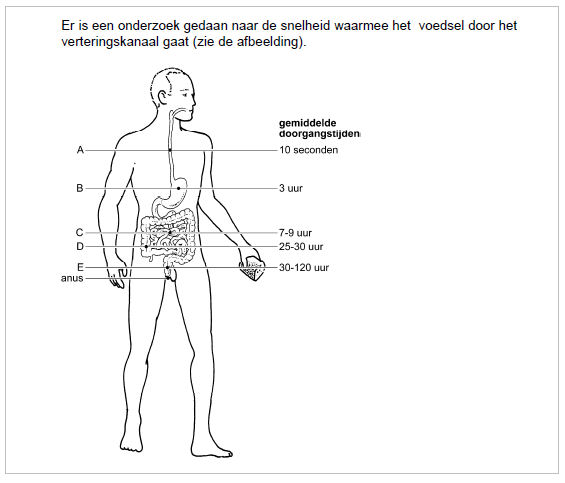 Er is een onderzoek gedaan naar de snelheid waarmee het voedsel door het
verteringskanaal gaat (zie de afbeelding).
gemiddelde
doorgangstijden
A 10 seconden
B 3 uur
C 7-9 uur
D 25-30 uur
E 30-120 uur
anus